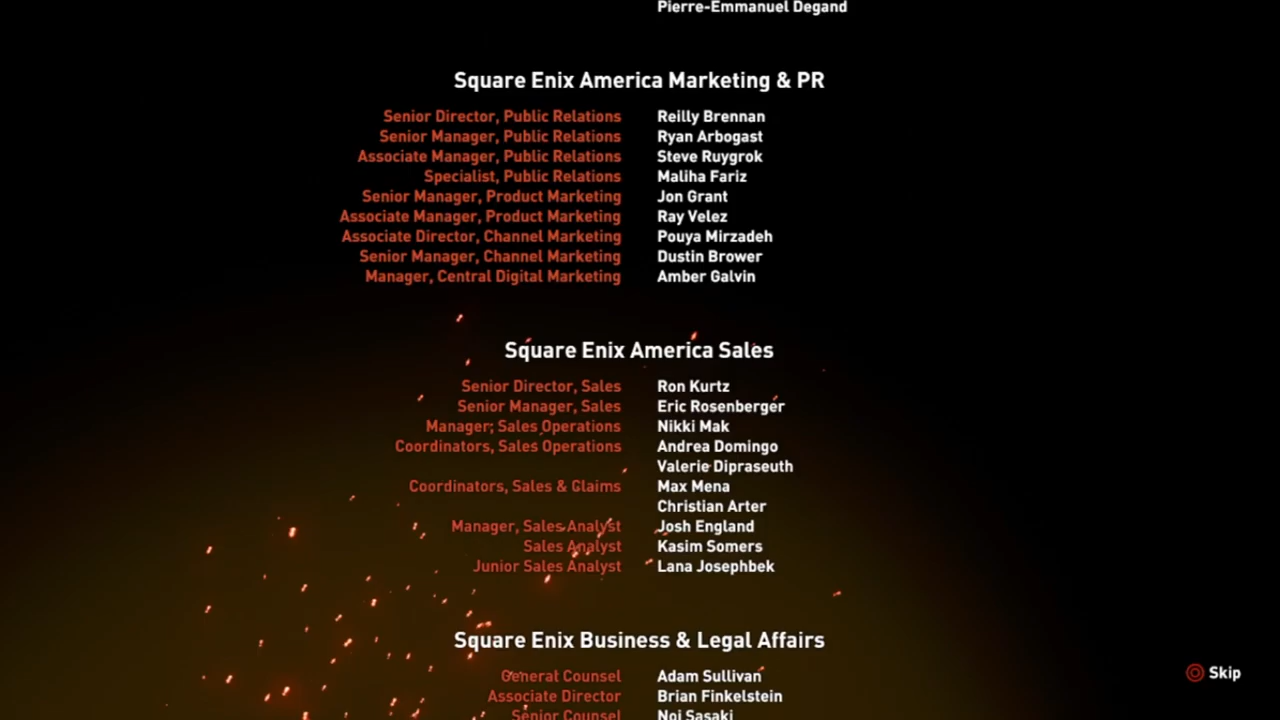 Pierre-Emmanuel Degand
Square Enix America Marketing & PR
Senior Director, Public Relations Reilly Brennan
Senior Manager, Public Relations Ryan Arbogast
Associate Manager, Public Relations Steve Ruygrok
Specialist, Public Relations Maliha Fariz
Senior Manager, Product Marketing Jon Grant
Associate Manager, Product Marketing Ray Velez
Associate Director, Channel Marketing Pouya Mirzadeh
Senior Manager, Channel Marketing Dustin Brower
Manager, Central Digital Marketing Amber Galvin
Square Enix America Sales
Senior Director, Sales Ron Kurtz
Senior Manager, Sales Eric Rosenberger
Manager, Sales Operations Nikki Mak
Coordinators, Sales Operations Andrea Domingo
Valerie Dipraseuth
Coordinators, Sales & Claims Max Mena
Christian Arter
Manager, Sales Analyst Josh England
Sales Analyst Kasim Somers
Junior Sales Analyst Lana Josephbek
Square Enix Business & Legal Affairs
General Counsel Adam Sullivan
Skip
Associate Director Brian Finkelstein
Senior Counsel Noi Sasaki